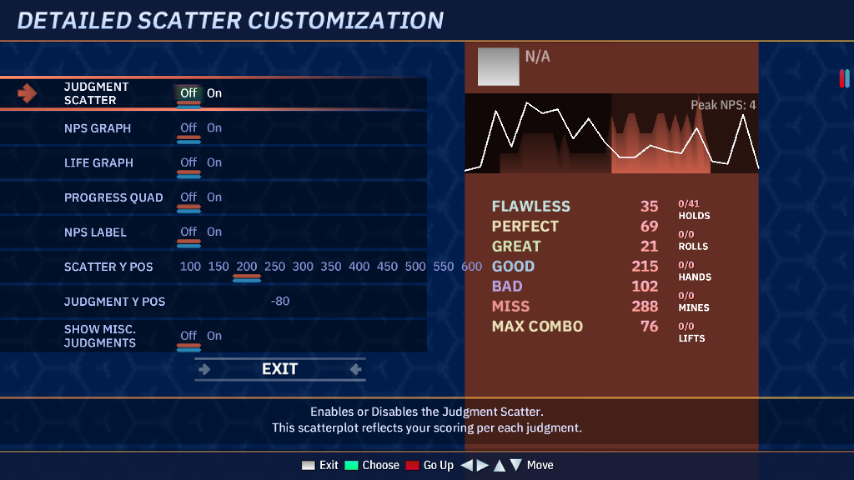 DETAILED SCATTER CUSTOMIZATION
N/A
Peak NPS: 4
JUDGMENT
SCATTER
Off On
NPS GRAPH Off On
LIFE GRAPH Off On
PROGRESS QUAD Off On
NPS LABEL Off On
SCATTER Y POS 100 150 200 250 300 350 400 450 500 550 600
JUDGMENT Y POS -80
SHOW MISC.
JUDGMENTS
Off On
EXIT
FLAWLESS 35
PERFECT 69
GREAT 21
GOOD 215
BAD 102
MISS 288
MAX COMBO 76
0/41
HOLDS
0/0
ROLLS
0/0
HANDS
0/0
MINES
0/0
LIFTS
Enables or Disables the Judgment Scatter.
This scatterplot reflects your scoring per each judgment.
Exit Choose Go Up Move